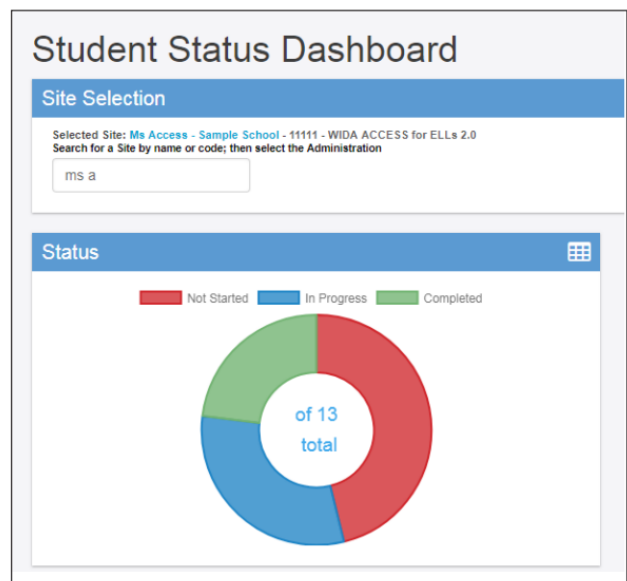 Student Status Dashboard
Site Selection
Selected Site: Ms Access - Sample School - 11111 - WIDA ACCESS for ELLs 2.0
Search for a Site by name or code; then select the Administration
ms a
Status
Not Started In Progress Completed
of 13
total